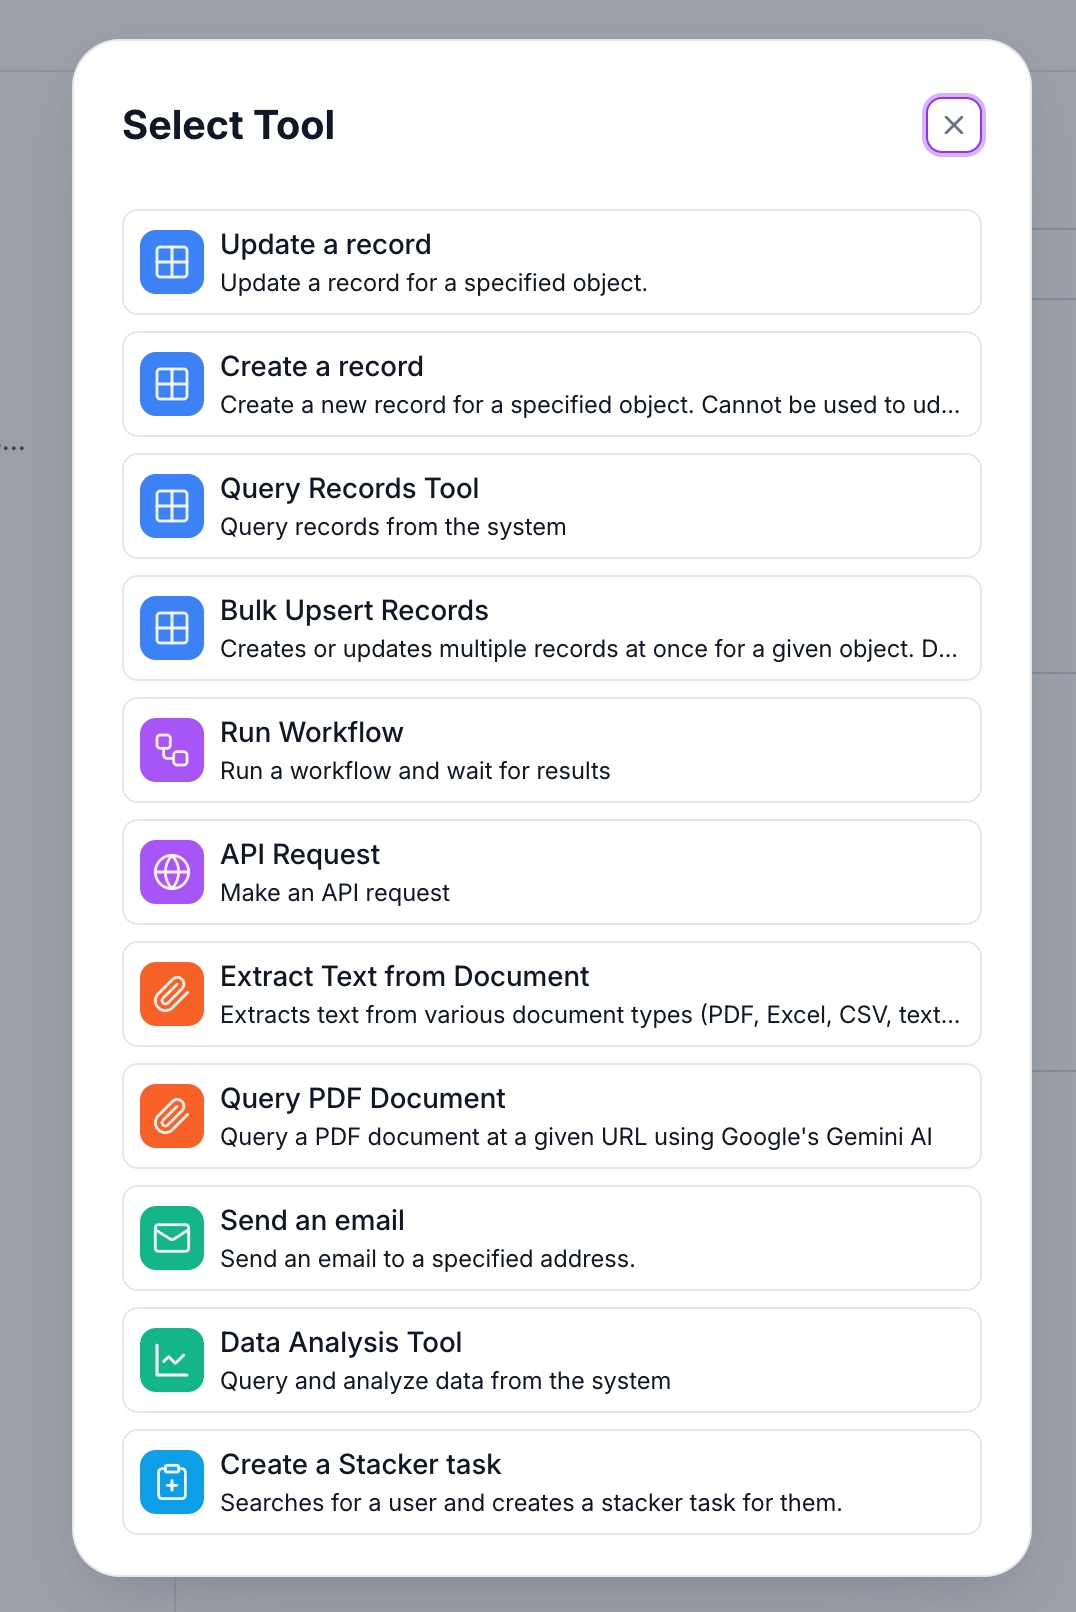 Select Tool
Update a record
Update a record for a specified object.
Create a record
Create a new record for a specified object. Cannot be used to ud...
...
Query Records Tool
Query records from the system
Bulk Upsert Records
Creates or updates multiple records at once for a given object. D...
Run Workflow
Run a workflow and wait for results
API Request
Make an API request
Extract Text from Document
Extracts text from various document types (PDF, Excel, CSV, text...
Query PDF Document
Query a PDF document at a given URL using Google's Gemini AI
Send an email
Send an email to a specified address.
Data Analysis Tool
Query and analyze data from the system
Create a Stacker task
Searches for a user and creates a stacker task for them.